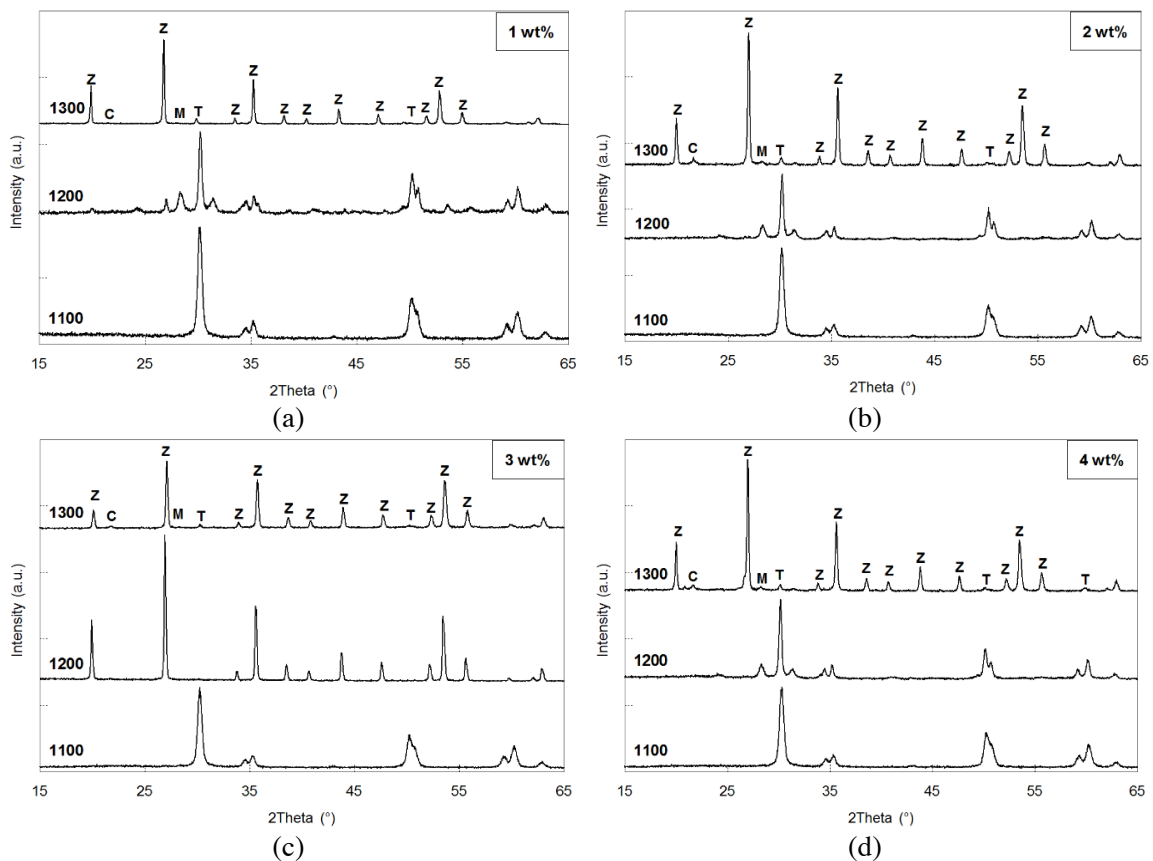 1 wt%
Z
Z
Z
Z
1300
C
M
T
Z
Z
Z
Z
Z
T
Z
Z
1200
1100
Intensity (a.u.)
15 25 35 45 55 65
2Theta (°)
(a)
2 wt%
Z
Z
Z
Z
1300
C
M
T
Z
Z
Z
Z
Z
T
Z
Z
1200
1100
Intensity (a.u.)
15 25 35 45 55 65
2Theta (°)
(b)
3 wt%
Z
Z
Z
Z
1300
C
M
T
Z
Z
Z
Z
Z
T
Z
Z
1200
1100
Intensity (a.u.)
15 25 35 45 55 65
2Theta (°)
(c)
4 wt%
Z
Z
Z
Z
1300
C
M
T
Z
Z
Z
Z
Z
T
Z
Z
T
1200
1100
Intensity (a.u.)
15 25 35 45 55 65
2Theta (°)
(d)